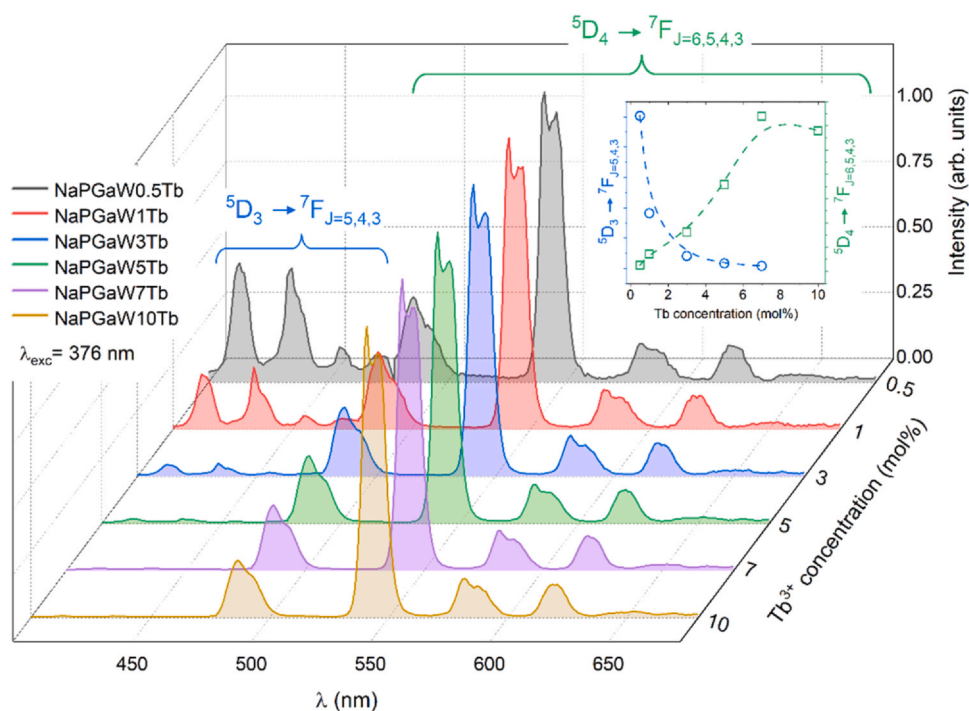 ⁵D₄ → ⁷F_J=6,5,4,3
1.00
0.75
0.50
0.25
0.00
Intensity (arb. units)
NaPGaW0.5Tb
NaPGaW1Tb
NaPGaW3Tb
NaPGaW5Tb
NaPGaW7Tb
NaPGaW10Tb
λexc= 376 nm
⁵D₃ → ⁷F_J=5,4,3
⁵D₃ → ⁷F_J=5,4,3
⁵D₄ → ⁷F_J=6,5,4,3
0 2 4 6 8 10
Tb concentration (mol%)
0.5
1
3
5
7
10
Tb³⁺ concentration (mol%)
450 500 550 600 650
λ (nm)